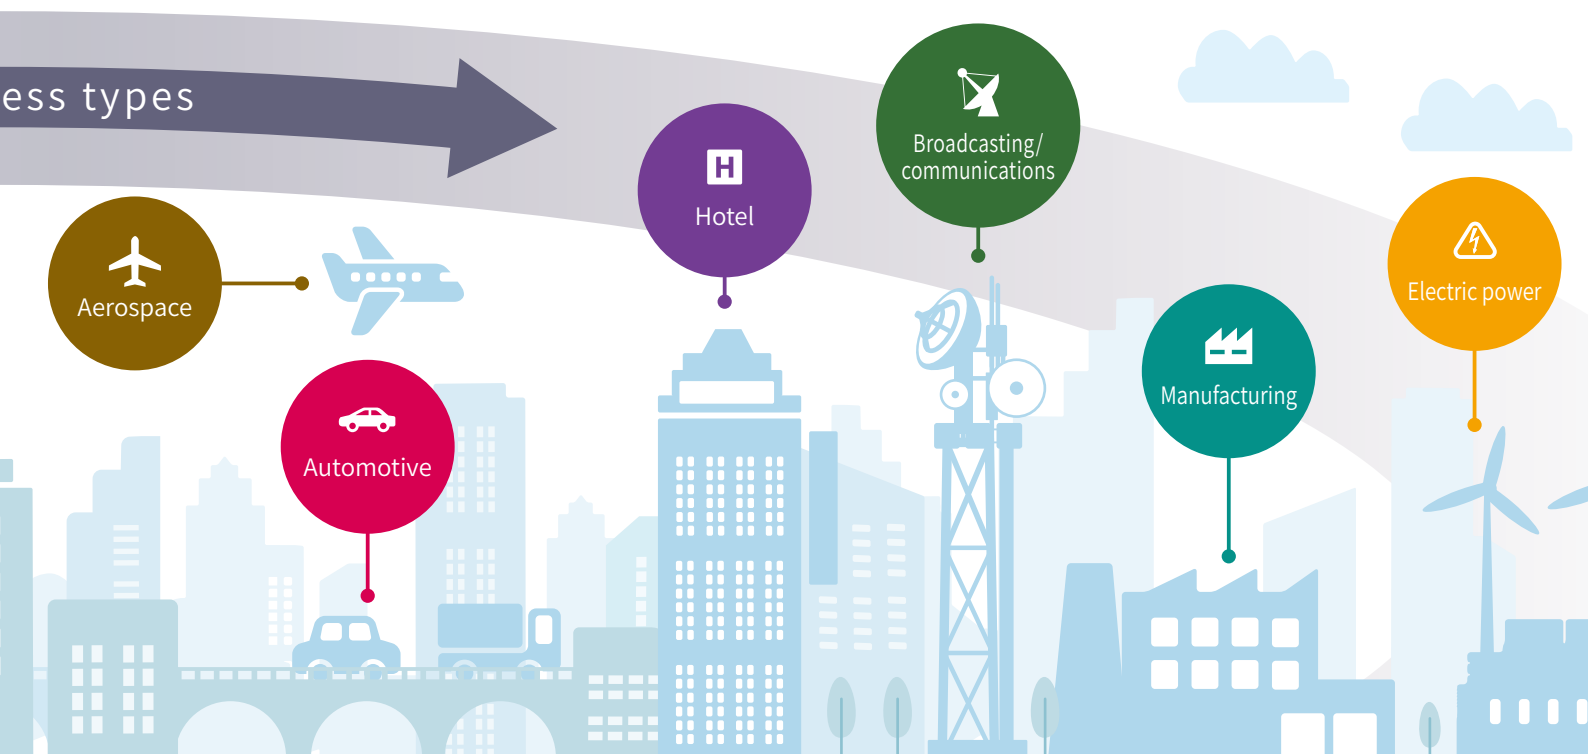 ess types
Broadcasting/
communications
H
Hotel
Aerospace
Electric power
Manufacturing
Automotive